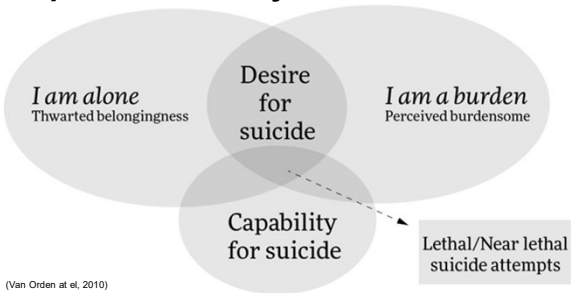 I am alone
Thwarted belongingness
Desire
for
suicide
I am a burden
Perceived burdensome
Capability
for suicide
Lethal/Near lethal
suicide attempts
(Van Orden at el, 2010)